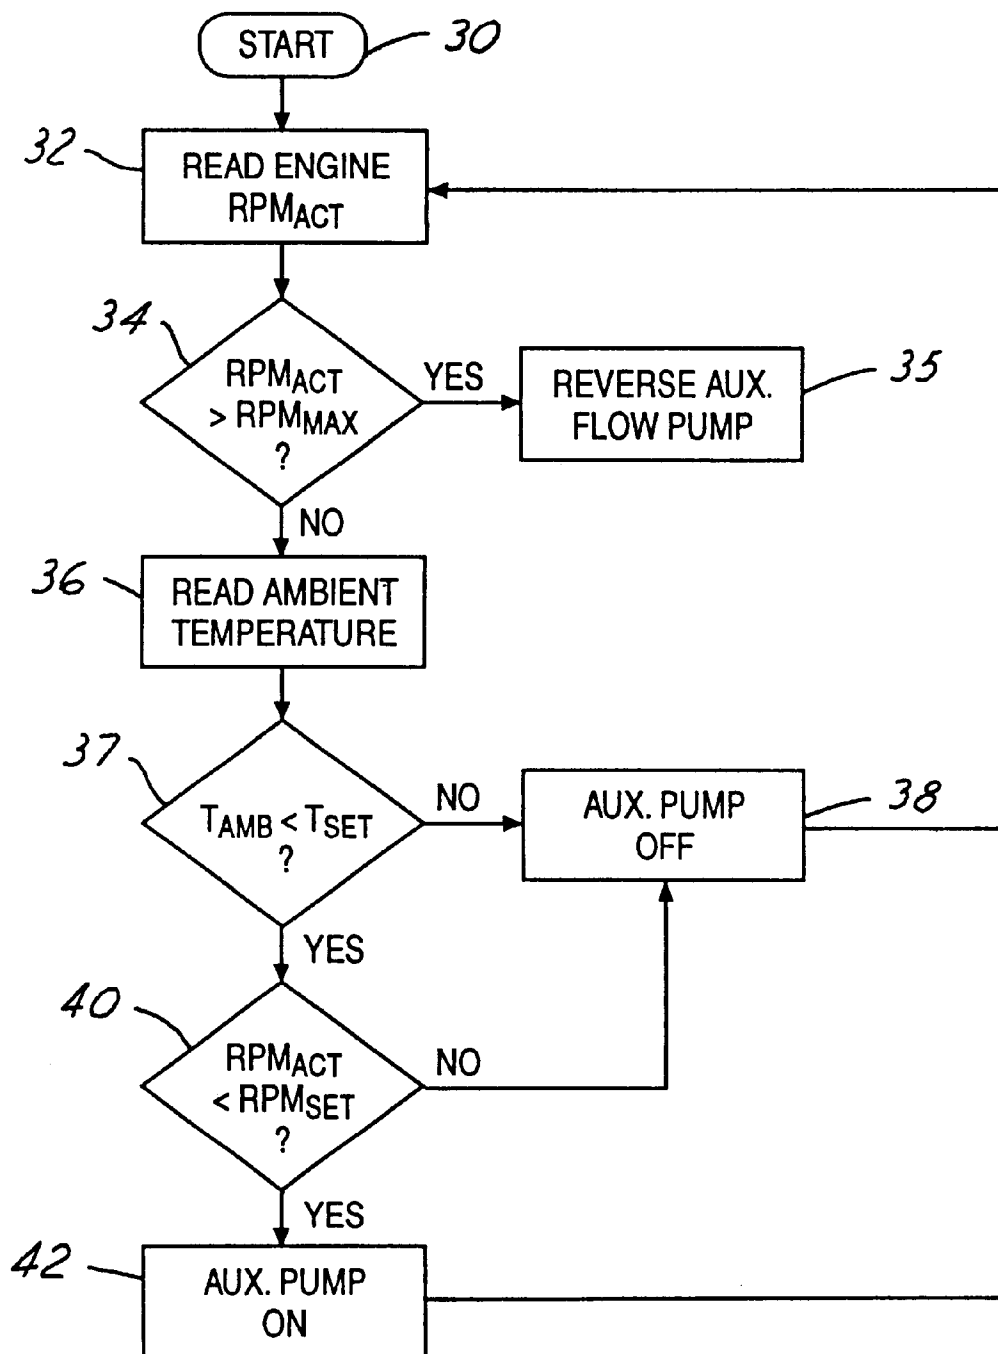 START
30
32
READ ENGINE
RPMACT
34
RPMACT
> RPMMAX
?
YES
REVERSE AUX.
FLOW PUMP
35
NO
36
READ AMBIENT
TEMPERATURE
37
TAMB < TSET
?
NO
AUX. PUMP
OFF
38
YES
40
RPMACT
< RPMSET
?
NO
YES
42
AUX. PUMP
ON